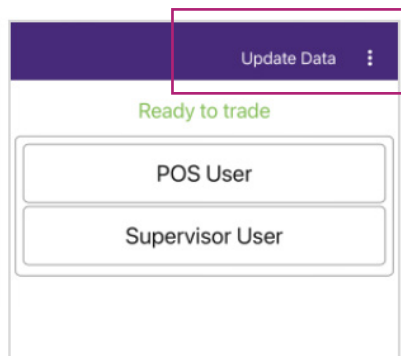 Update Data
Ready to trade
POS User
Supervisor User